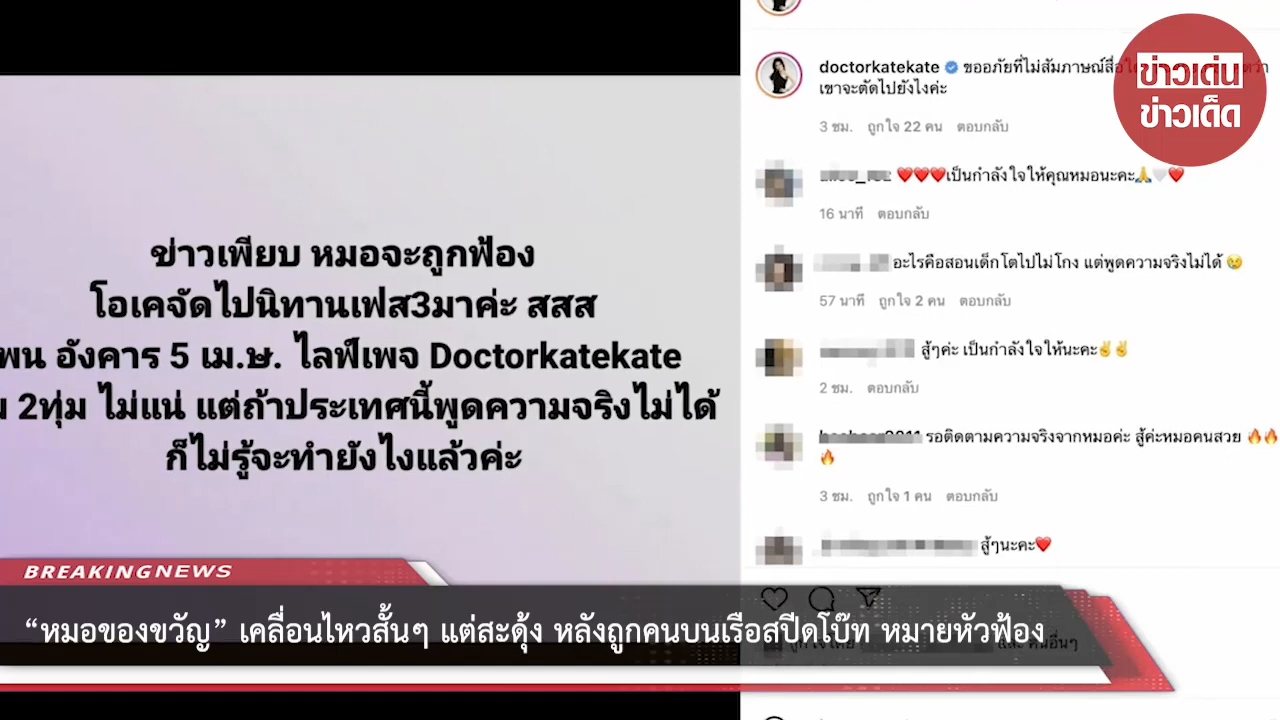 ข่าวเพียบ หมอจะถูกฟ้อง
โอเคจัดไปนิทานเฟส3มาค่ะ สสส
พน อังคาร 5 เม.ษ. ไลฟ์เพจ Doctorkatekate
2ทุ่ม ไม่แน่ แต่ถ้าประเทศนี้พูดความจริงไม่ได้
ก็ไม่รู้จะทำยังไงแล้วค่ะ
doctorkatekate ขออภัยที่ไม่สัมภาษณ์สื่อ
เขาจะตัดไปยังไงค่ะ
3 ชม. ถูกใจ 22 คน ตอบกลับ
❤️❤️❤️เป็นกำลังใจให้คุณหมอนะคะ🙏🤍❤️
16 นาที ตอบกลับ
อะไรคือสอนเด็กโตไปไม่โกง แต่พูดความจริงไม่ได้ 😢
57 นาที ถูกใจ 2 คน ตอบกลับ
สู้ๆค่ะ เป็นกำลังใจให้นะคะ✌️✌️
2 ชม. ตอบกลับ
รอติดตามความจริงจากหมอค่ะ สู้ค่ะหมอคนสวย 🔥🔥
🔥
3 ชม. ถูกใจ 1 คน ตอบกลับ
สู้ๆนะคะ❤️
ข่าวเด่น
ข่าวเด็ด
BREAKINGNEWS
“หมอของขวัญ” เคลื่อนไหวสั้นๆ แต่สะดุ้ง หลังถูกคนบนเรือสปีดโบ๊ท หมายหัวฟ้อง